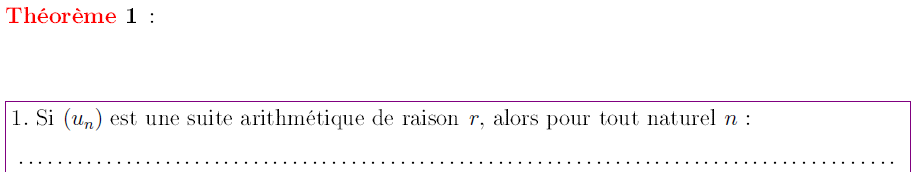 Théorème 1 :
1. Si (uₙ) est une suite arithmétique de raison r, alors pour tout naturel n :
..........................................................................................